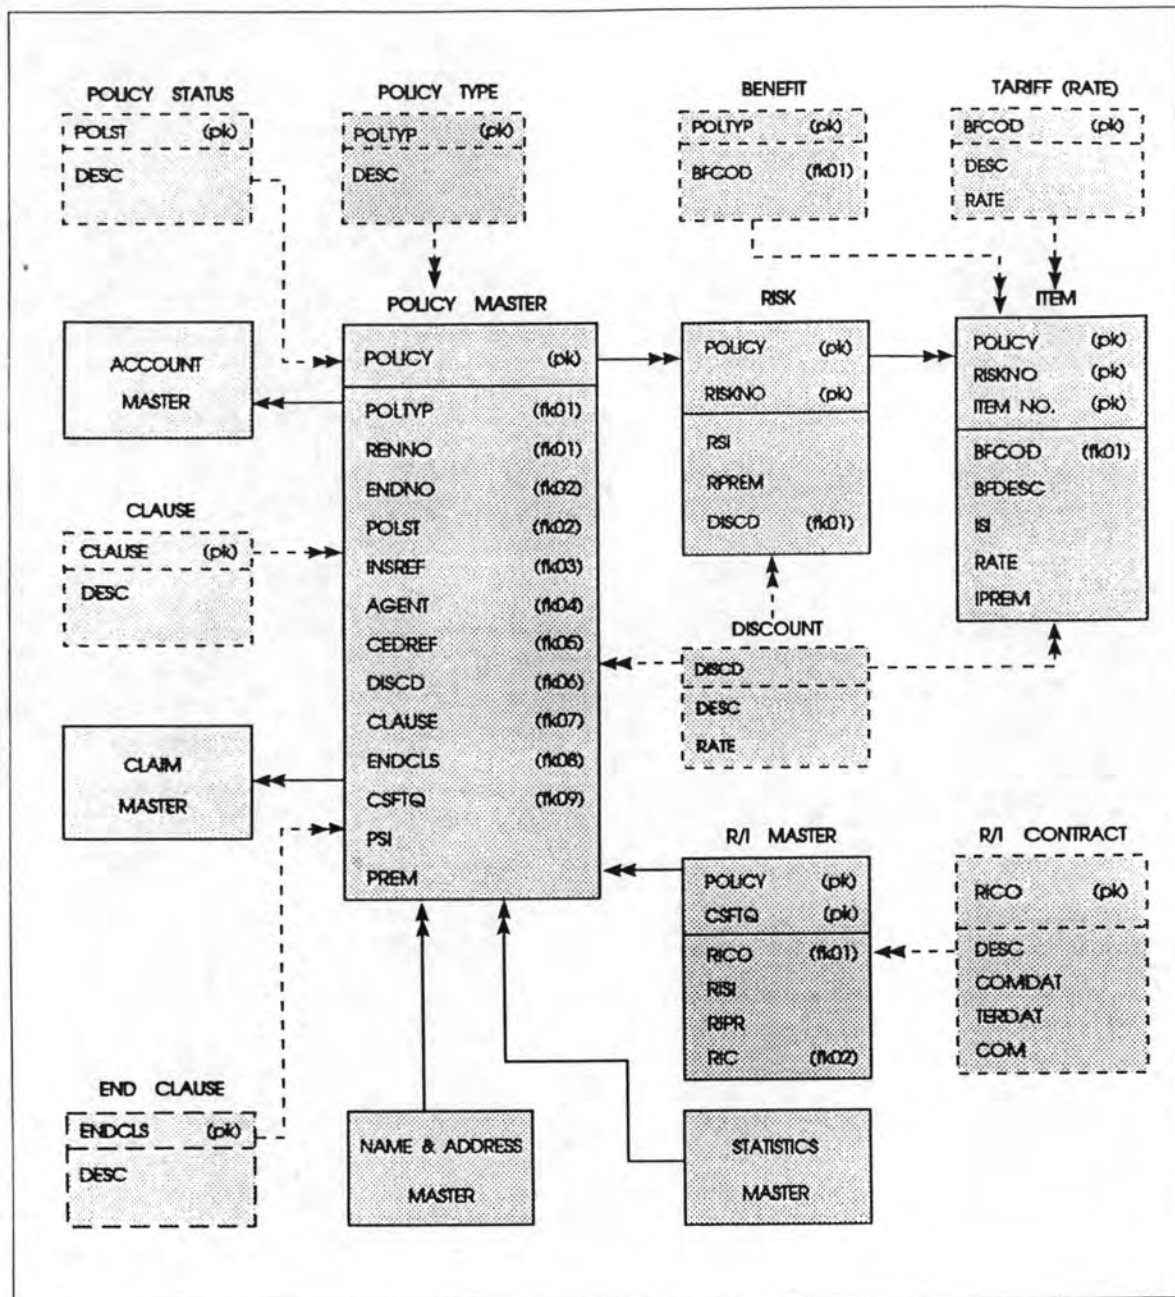 POLICY STATUS
POLST (pk)
DESC
POLICY TYPE
POLTYP (pk)
DESC
BENEFIT
POLTYP (pk)
BFCOD (fk01)
TARIFF (RATE)
BFCOD (pk)
DESC
RATE
POLICY MASTER
POLICY (pk)
POLTYP (fk01)
RENNO (fk01)
ENDNO (fk02)
POLST (fk02)
INSREF (fk03)
AGENT (fk04)
CEDREF (fk05)
DISCD (fk06)
CLAUSE (fk07)
ENDCLS (fk08)
CSFTQ (fk09)
PSI
PREM
RISK
POLICY (pk)
RISKNO (pk)
RSI
RPREM
DISCD (fk01)
ITEM
POLICY (pk)
RISKNO (pk)
ITEM NO. (pk)
BFCOD (fk01)
BFDESC
ISI
RATE
IPREM
ACCOUNT
MASTER
CLAUSE
CLAUSE (pk)
DESC
DISCOUNT
DISCD
DESC
RATE
CLAIM
MASTER
R/I MASTER
POLICY (pk)
CSFTQ (pk)
RICO (fk01)
RISI
RIPR
RIC (fk02)
R/I CONTRACT
RICO (pk)
DESC
COMDAT
TERDAT
COM
END CLAUSE
ENDCLS (pk)
DESC
NAME & ADDRESS
MASTER
STATISTICS
MASTER